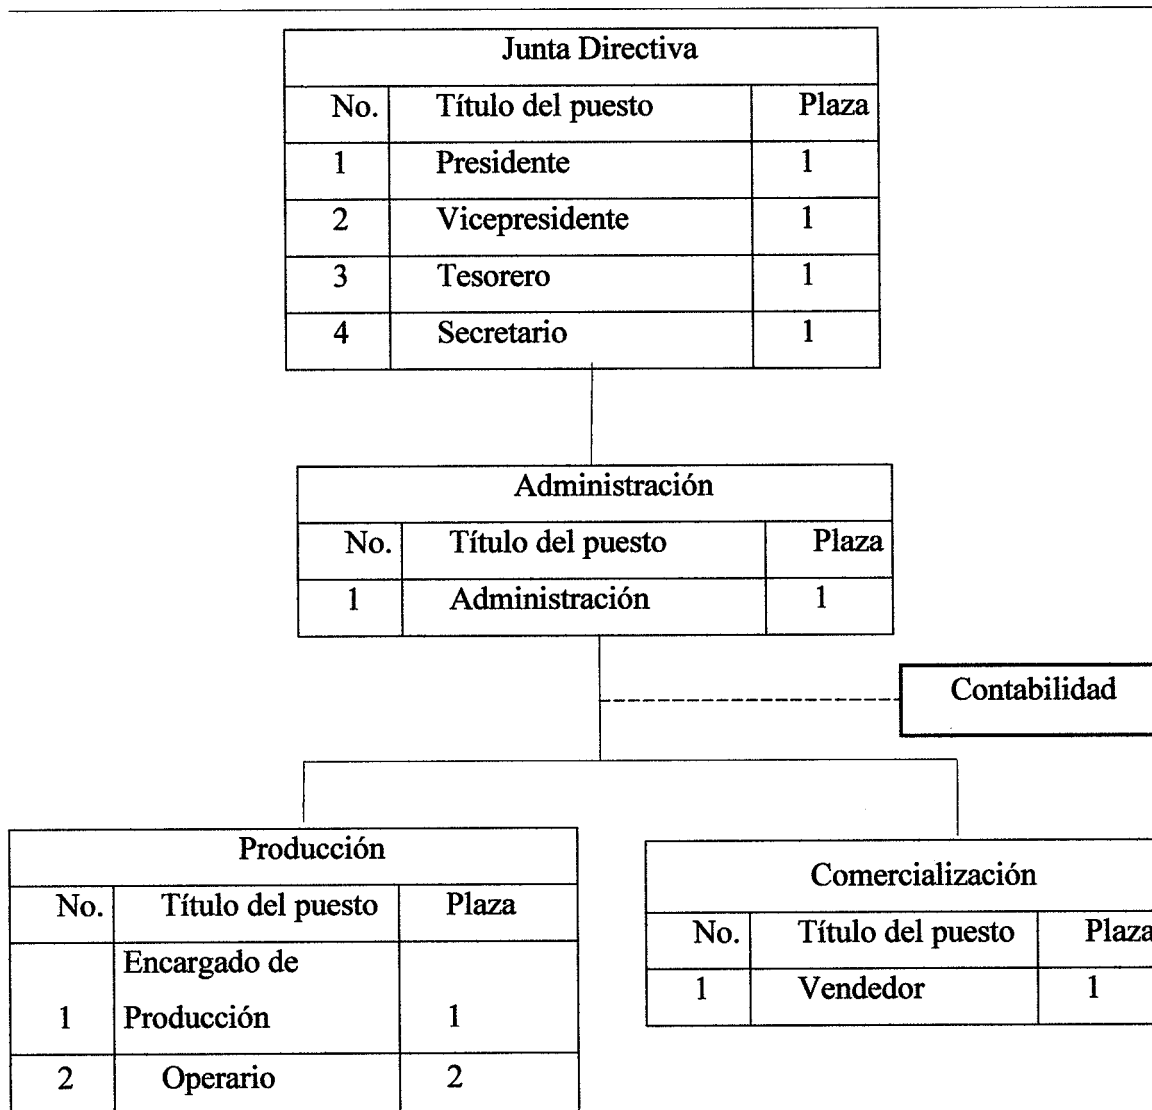 Junta Directiva
No. Título del puesto Plaza
1 Presidente 1
2 Vicepresidente 1
3 Tesorero 1
4 Secretario 1
Administración
No. Título del puesto Plaza
1 Administración 1
Contabilidad
Producción
No. Título del puesto Plaza
Encargado de
1 Producción 1
2 Operario 2
Comercialización
No. Título del puesto Plaza
1 Vendedor 1